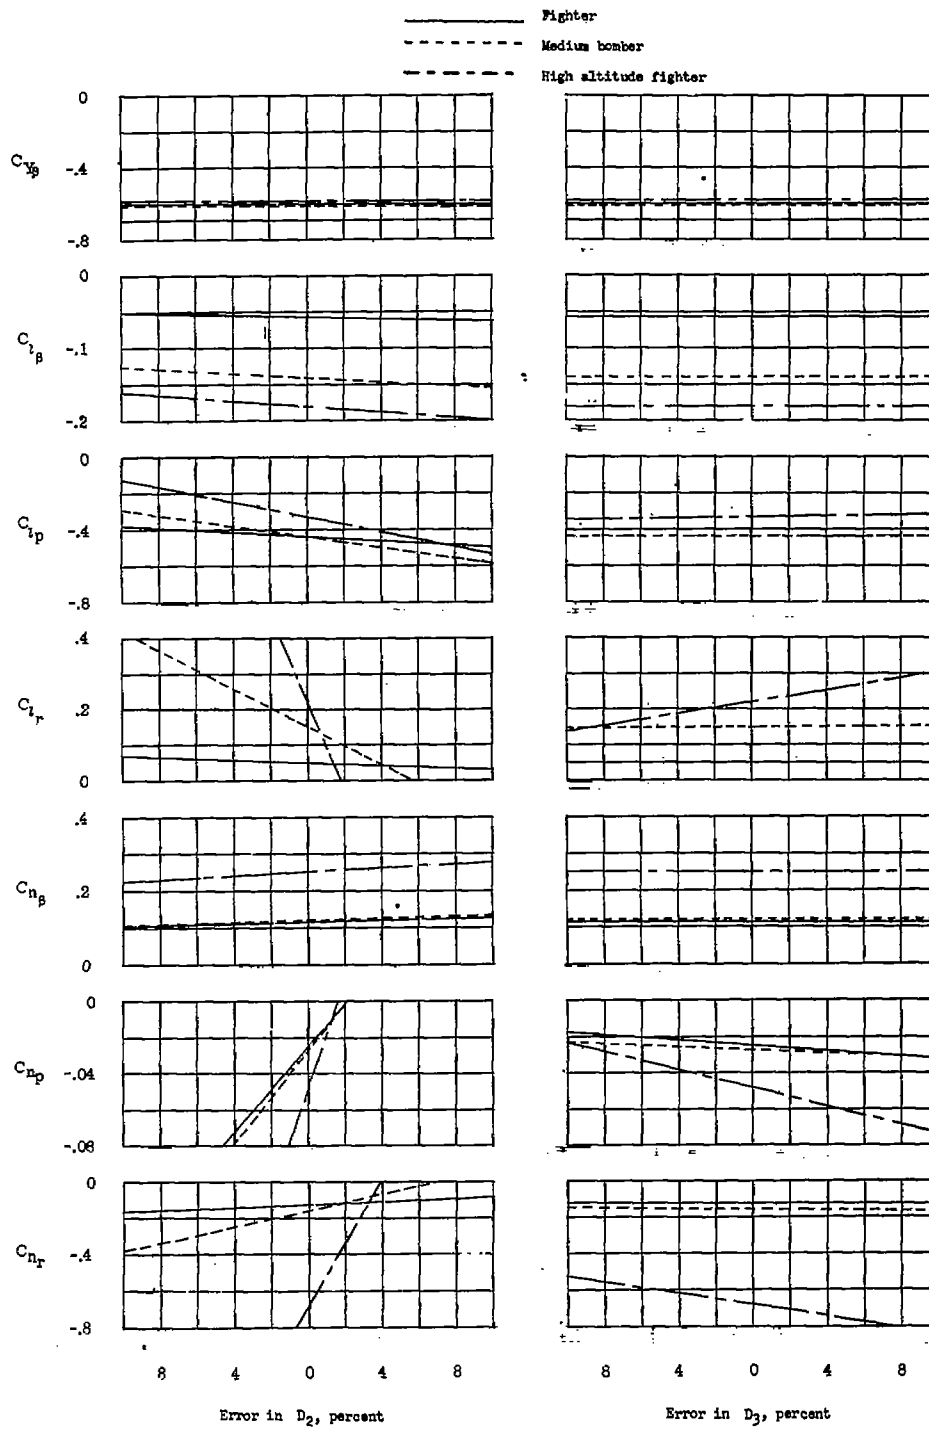 Fighter
Medium bomber
High altitude fighter
0
C_Yβ -.4
-.8
0
C_lβ -.1
-.2
0
C_lp -.4
-.8
.4
C_lr .2
0
.4
C_nβ .2
0
0
C_np -.04
-.08
0
C_nr -.4
-.8
8 4 0 4 8 8 4 0 4 8
Error in D₂, percent Error in D₃, percent